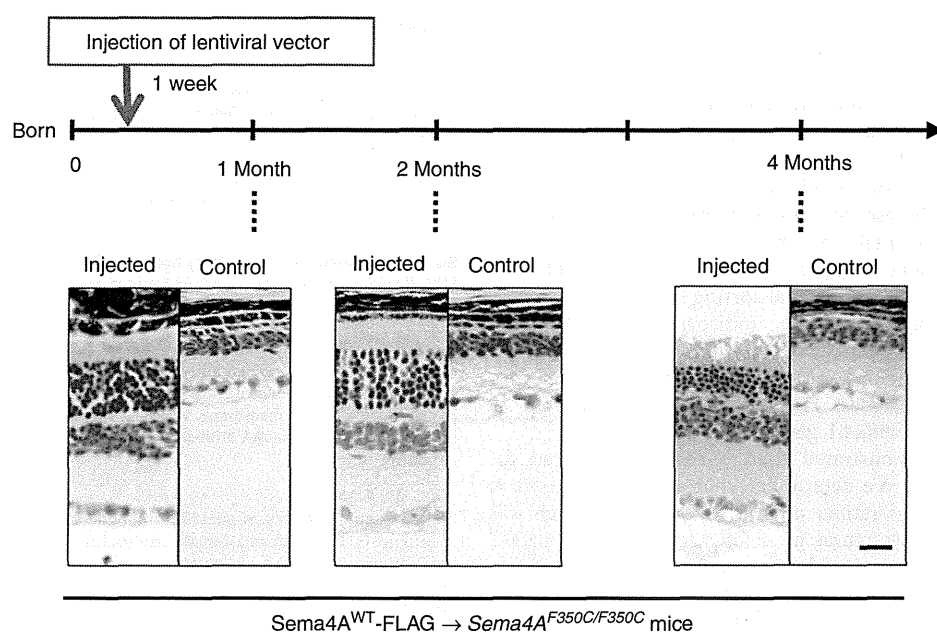 Injection of lentiviral vector
1 week
Born
0
1 Month
2 Months
4 Months
Injected
Control
Injected
Control
Injected
Control
Sema4A^WT-FLAG → Sema4A^F350C/F350C mice